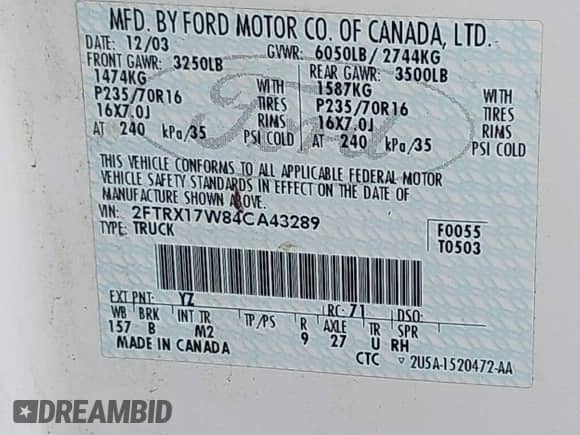 MFD. BY FORD MOTOR CO. OF CANADA, LTD.
DATE: 12/03 GVWR: 6050LB/ 2744KG
FRONT GAWR: 3250LB REAR GAWR: 3500LB
1474KG WITH 1587KG WITH
P235/70R16 TIRES P235/70R16 TIRES
16X7.0J RIMS 16X7.0J RIMS
AT 240 kPa/35 PSI COLD AT 240 kPa/35 PSI COLD
Ford
THIS VEHICLE CONFORMS TO ALL APPLICABLE FEDERAL MOTOR
VEHICLE SAFETY STANDARDS IN EFFECT ON THE DATE OF
MANUFACTURE SHOWN ABOVE.
VIN: 2FTRX17W84CA43289 F0055
TYPE: TRUCK T0503
EXT PNT: YZ RC: 71 DSO:
WB BRK INT TR TP/PS R AXLE TR SPR
157 B M2 9 27 U RH
MADE IN CANADA CTC ▽ 2U5A-1520472-AA
DREAMBID